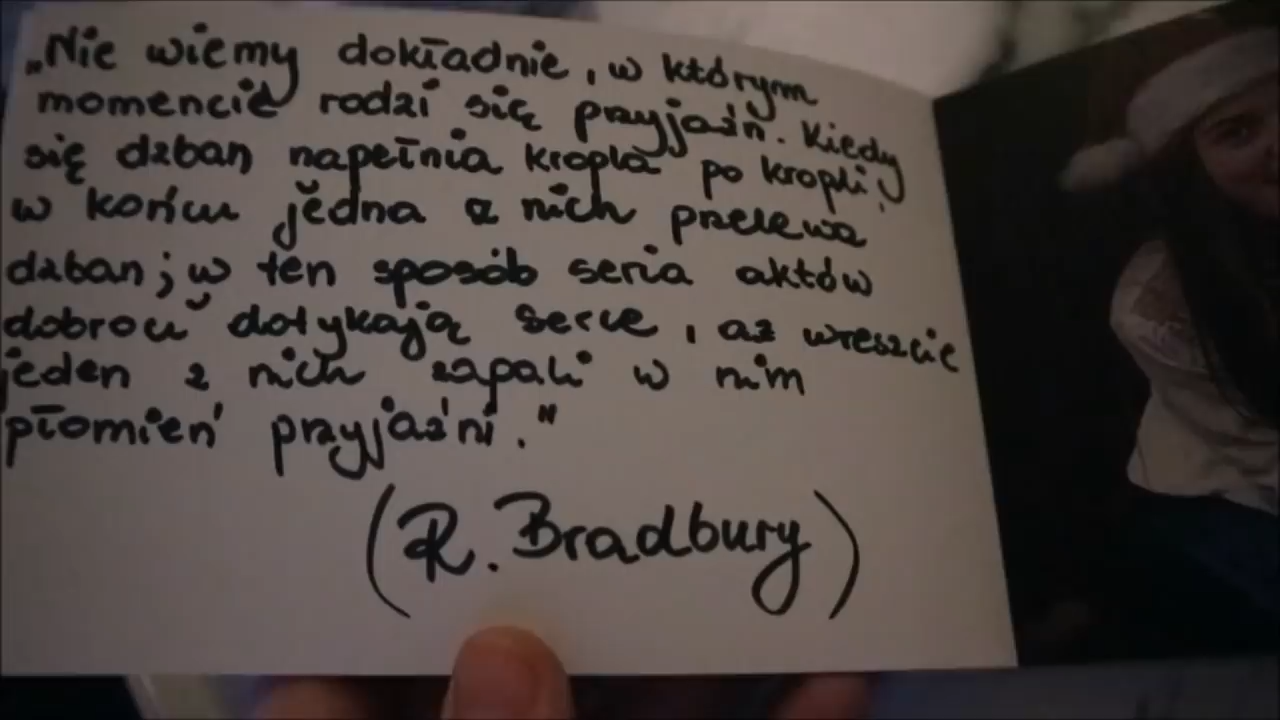 „Nie wiemy dokładnie, w którym
momencie rodzi się przyjaźń. Kiedy
się dzban napełnia kropla po kropli,
w końcu jedna z nich przelewa
dzban; w ten sposób seria aktów
dobroci dotykają serce, aż wreszcie
jeden z nich zapali w nim
płomień przyjaźni."
(R. Bradbury)